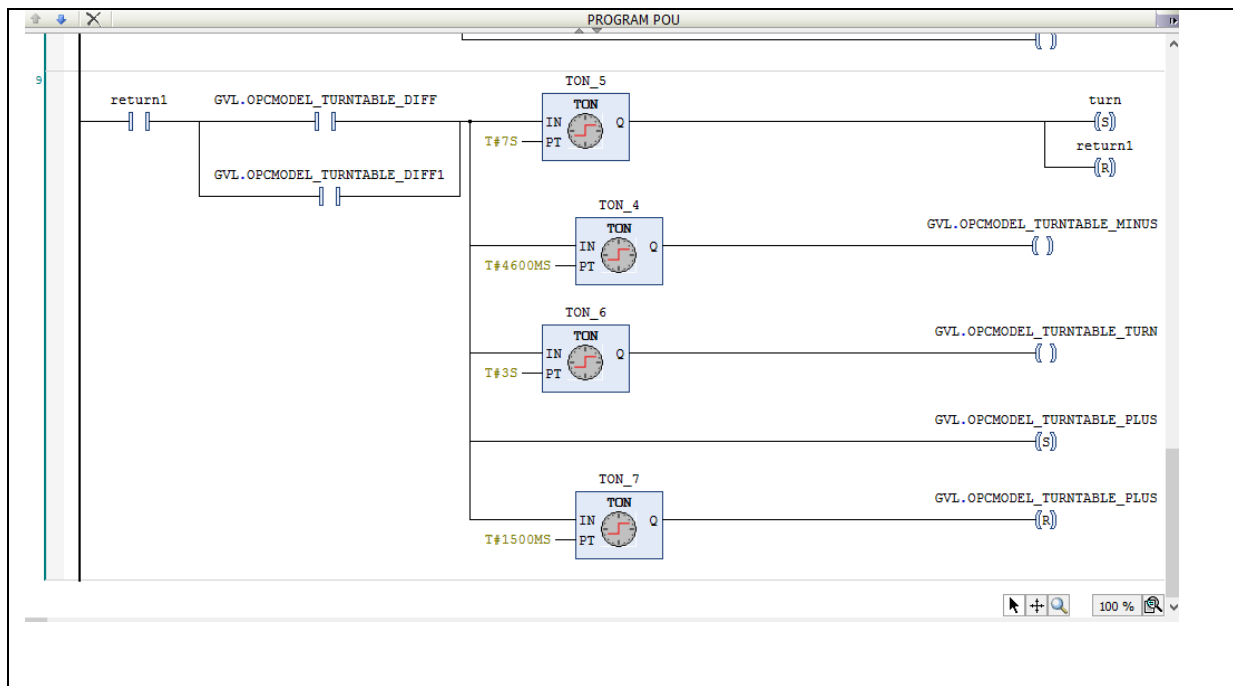 PROGRAM POU
9
TON_5
return1 GVL.OPCMODEL_TURNTABLE_DIFF TON turn
IN Q S
T#7S PT return1
GVL.OPCMODEL_TURNTABLE_DIFF1 R
TON_4
TON GVL.OPCMODEL_TURNTABLE_MINUS
IN Q
T#4600MS PT
TON_6
TON GVL.OPCMODEL_TURNTABLE_TURN
IN Q
T#3S PT
GVL.OPCMODEL_TURNTABLE_PLUS
S
TON_7
TON GVL.OPCMODEL_TURNTABLE_PLUS
IN Q R
T#1500MS PT
100 %